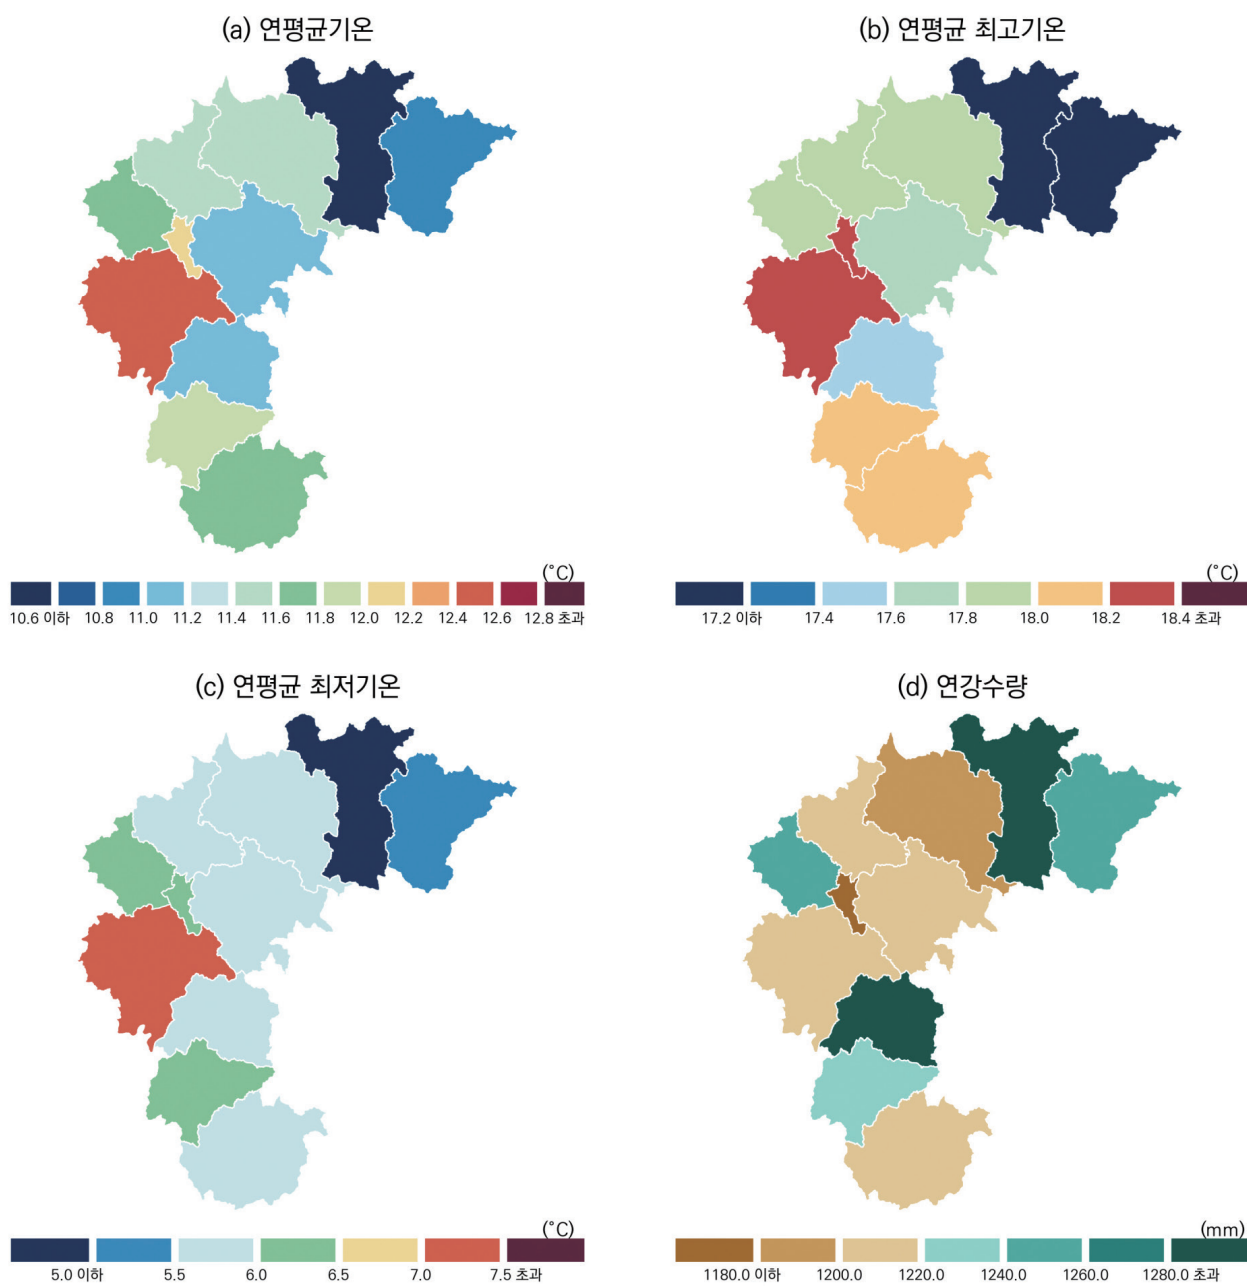 (a) 연평균기온
(b) 연평균 최고기온
(˚C)
10.6 이하 10.8 11.0 11.2 11.4 11.6 11.8 12.0 12.2 12.4 12.6 12.8 초과
(˚C)
17.2 이하 17.4 17.6 17.8 18.0 18.2 18.4 초과
(c) 연평균 최저기온
(d) 연강수량
(˚C)
5.0 이하 5.5 6.0 6.5 7.0 7.5 초과
(mm)
1180.0 이하 1200.0 1220.0 1240.0 1260.0 1280.0 초과